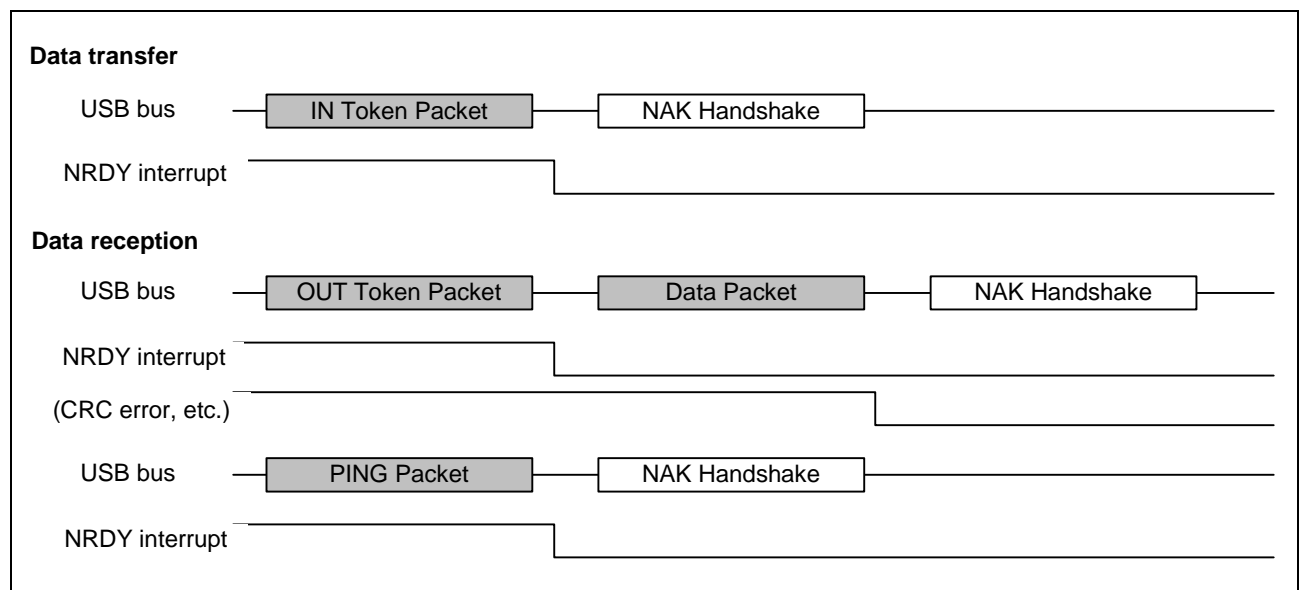 Data transfer
USB bus IN Token Packet NAK Handshake
NRDY interrupt
Data reception
USB bus OUT Token Packet Data Packet NAK Handshake
NRDY interrupt
(CRC error, etc.)
USB bus PING Packet NAK Handshake
NRDY interrupt